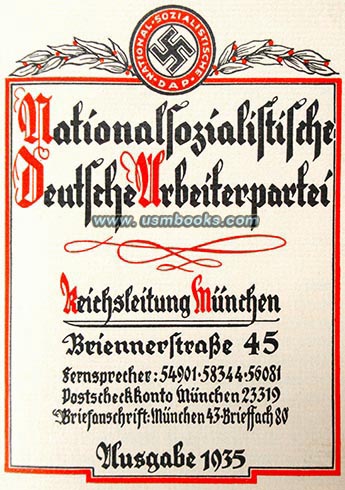 NATIONAL-SOZIALISTISCHE
D.A.P.
Nationalsozialistische
Deutsche Arbeiterpartei
www.usmbooks.com
Reichsleitung München
Briennerstraße 45
Fernsprecher: 54901·58344·56081
Postscheckkonto München 23319
Briefanschrift: München 43·Brieffach 80
Ausgabe 1935